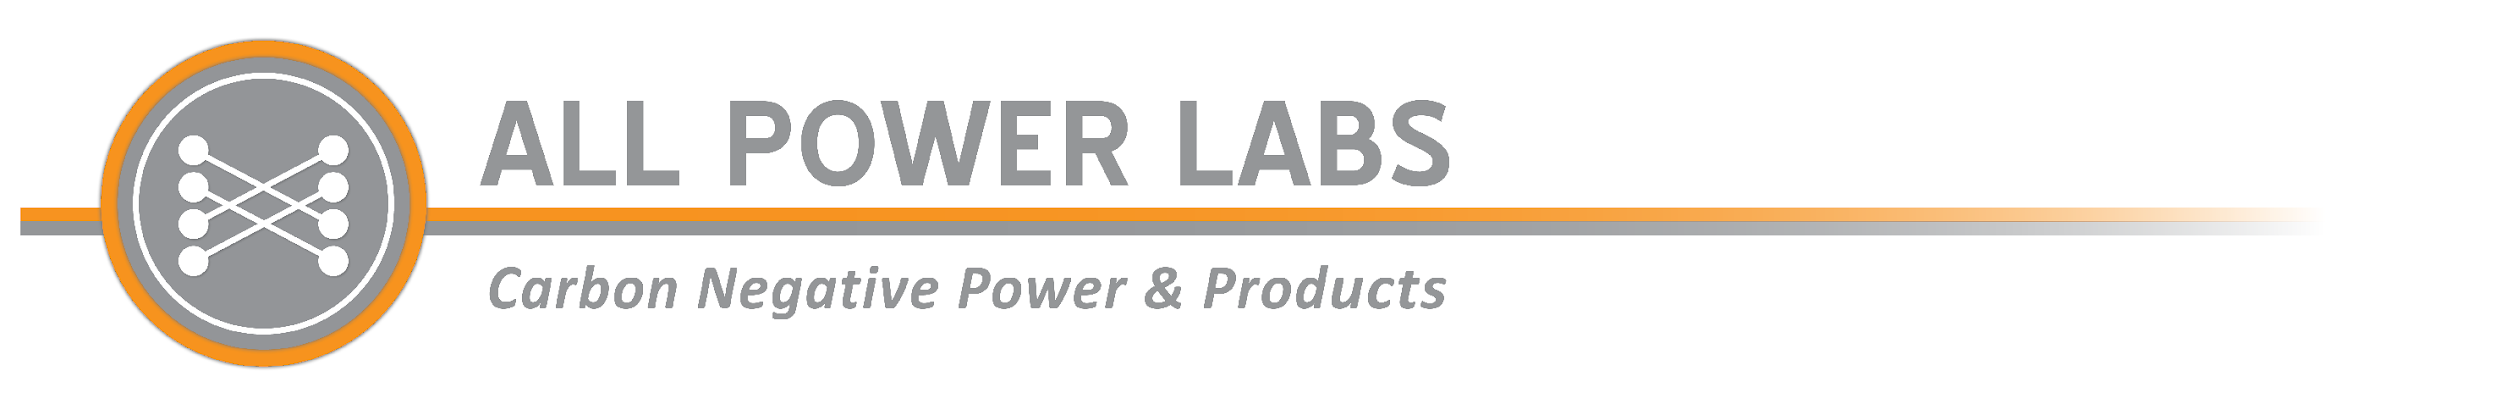 ALL POWER LABS
Carbon Negative Power & Products